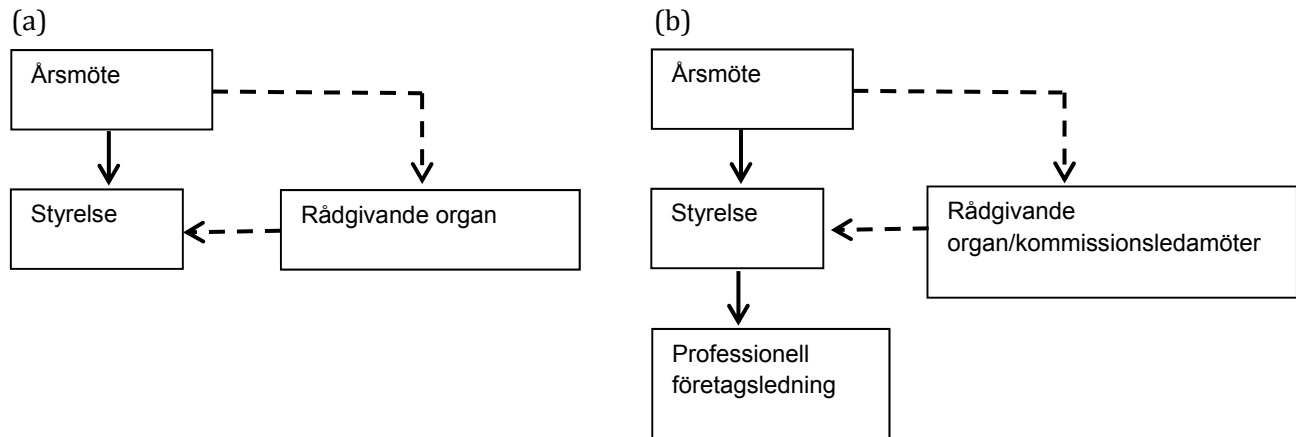 (a)
Årsmöte
Styrelse
Rådgivande organ
(b)
Årsmöte
Styrelse
Rådgivande
organ/kommissionsledamöter
Professionell
företagsledning